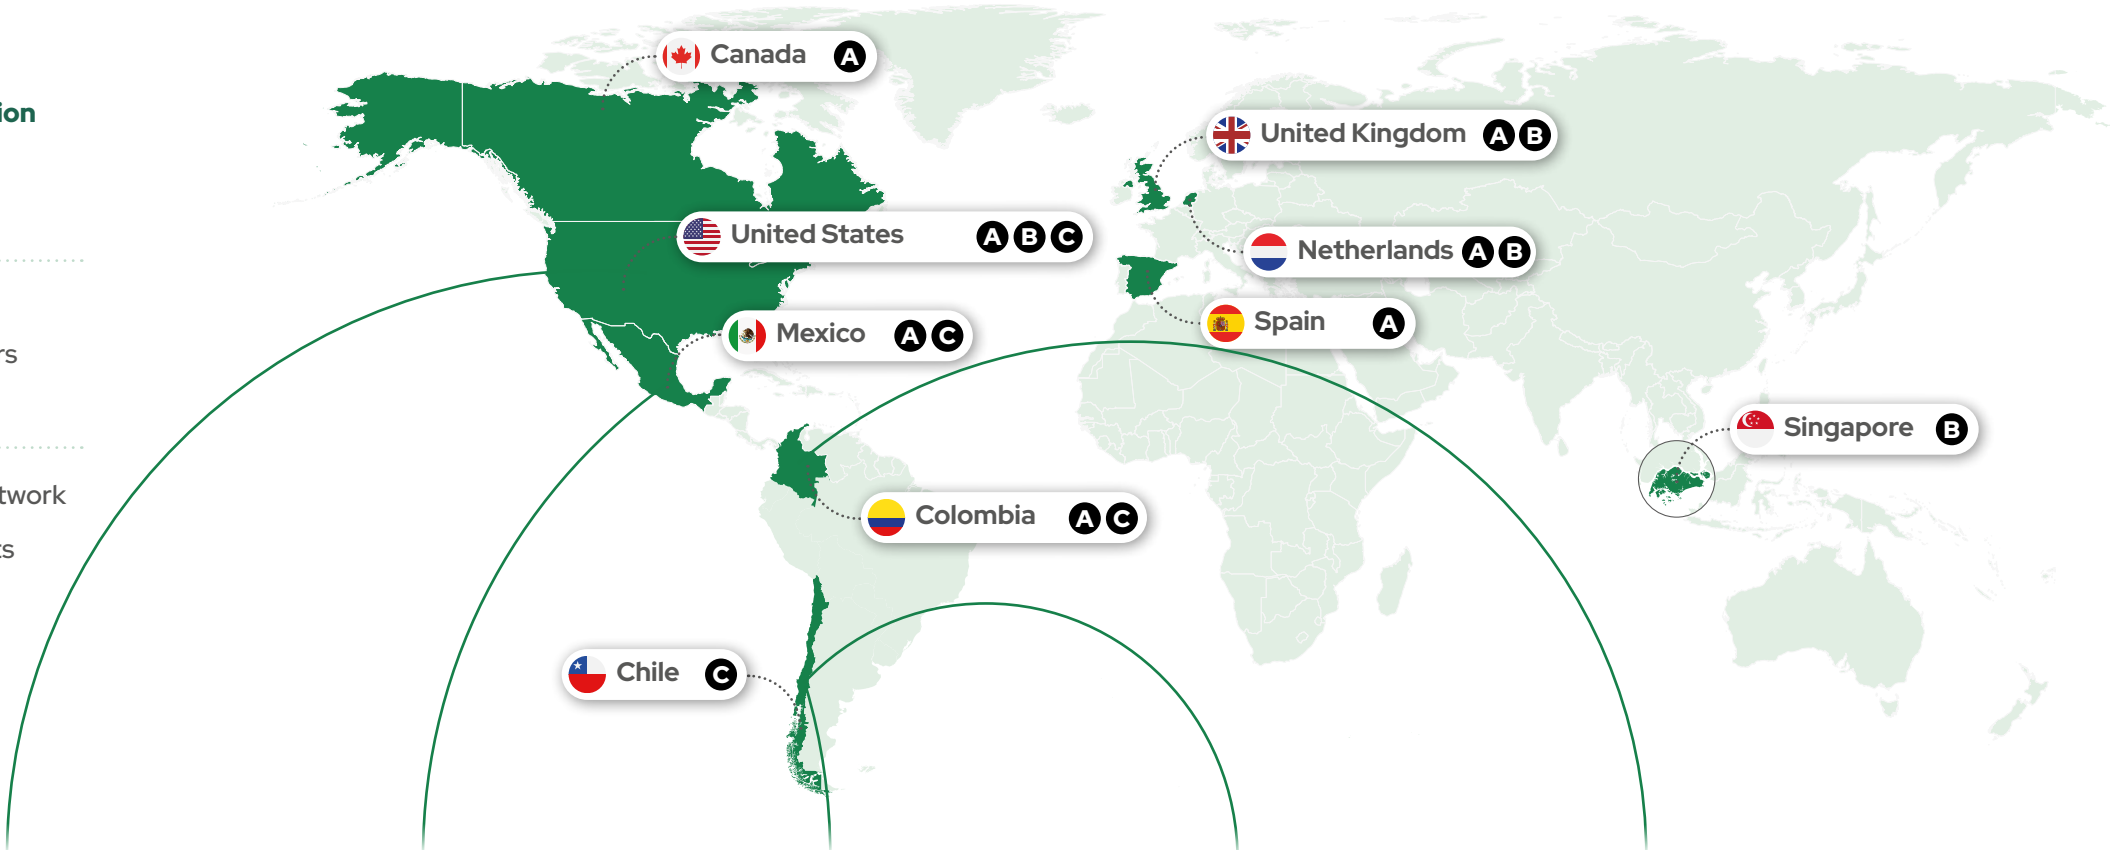 ion
rs
twork
ts
Canada A
United Kingdom A B
United States A B C
Netherlands A B
Spain A
Mexico A C
Singapore B
Colombia A C
Chile C